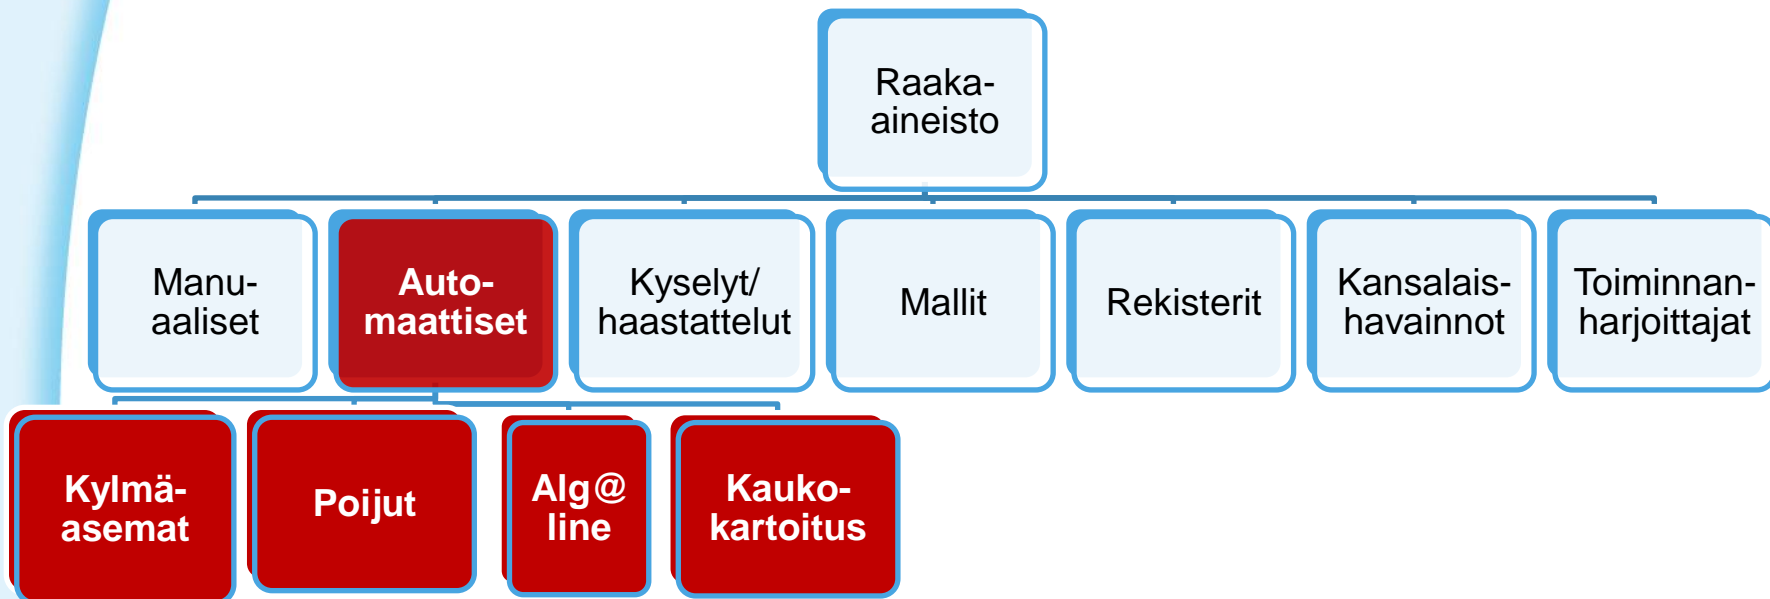 Raaka-
aineisto
Manu-
aaliset
Auto-
maattiset
Kyselyt/
haastattelut
Mallit
Rekisterit
Kansalais-
havainnot
Toiminnan-
harjoittajat
Kylmä-
asemat
Poijut
Alg@
line
Kauko-
kartoitus